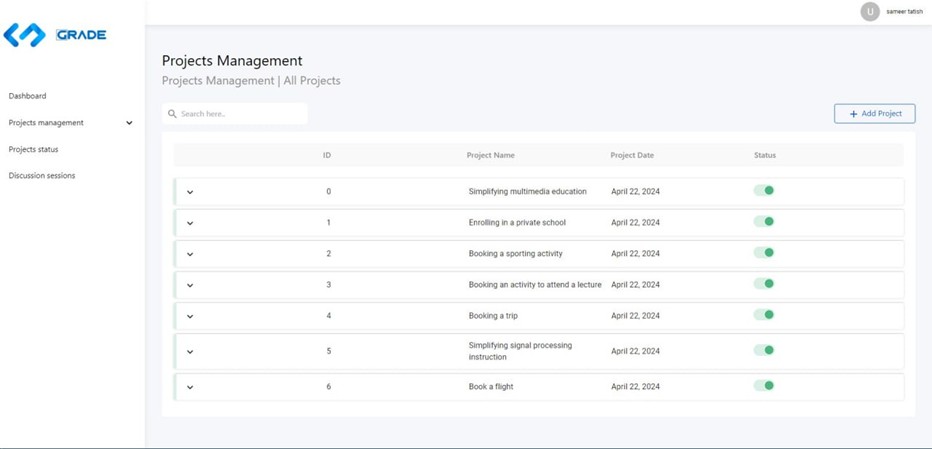 GRADE
U sameer tatish
Dashboard
Projects management
Projects status
Discussion sessions
Projects Management
Projects Management | All Projects
Search here..
+ Add Project
ID Project Name Project Date Status
0 Simplifying multimedia education April 22, 2024
1 Enrolling in a private school April 22, 2024
2 Booking a sporting activity April 22, 2024
3 Booking an activity to attend a lecture April 22, 2024
4 Booking a trip April 22, 2024
5 Simplifying signal processing April 22, 2024
instruction
6 Book a flight April 22, 2024